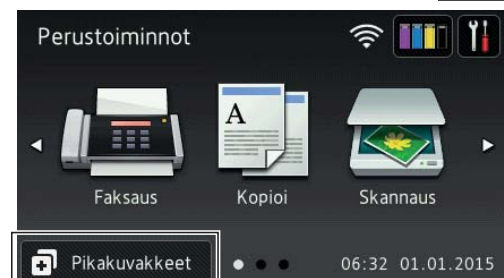 Perustoiminnot
A
Faksaus Kopioi Skannaus
Pikakuvakkeet 06:32 01.01.2015